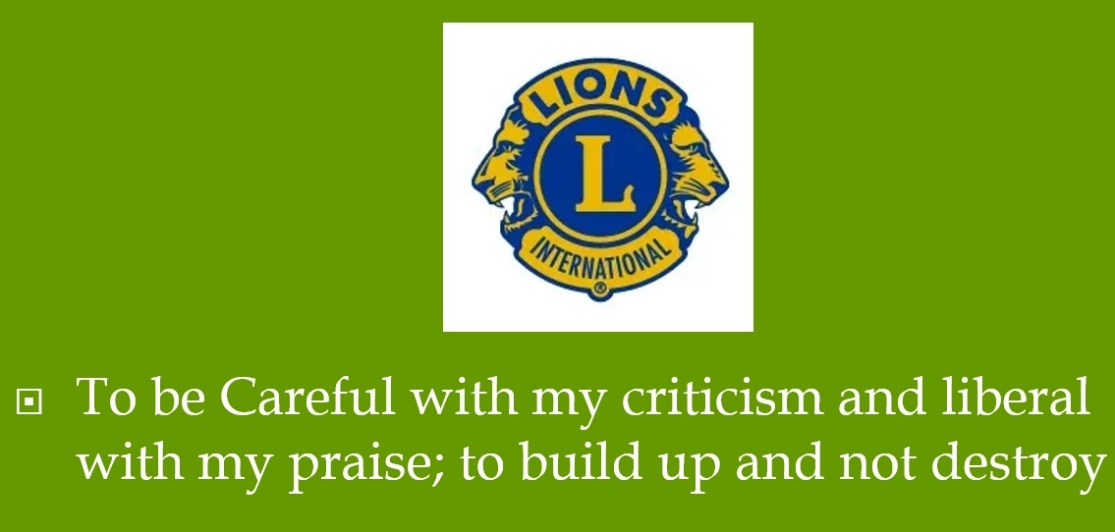 LIONS
L
INTERNATIONAL
®
To be Careful with my criticism and liberal
with my praise; to build up and not destroy